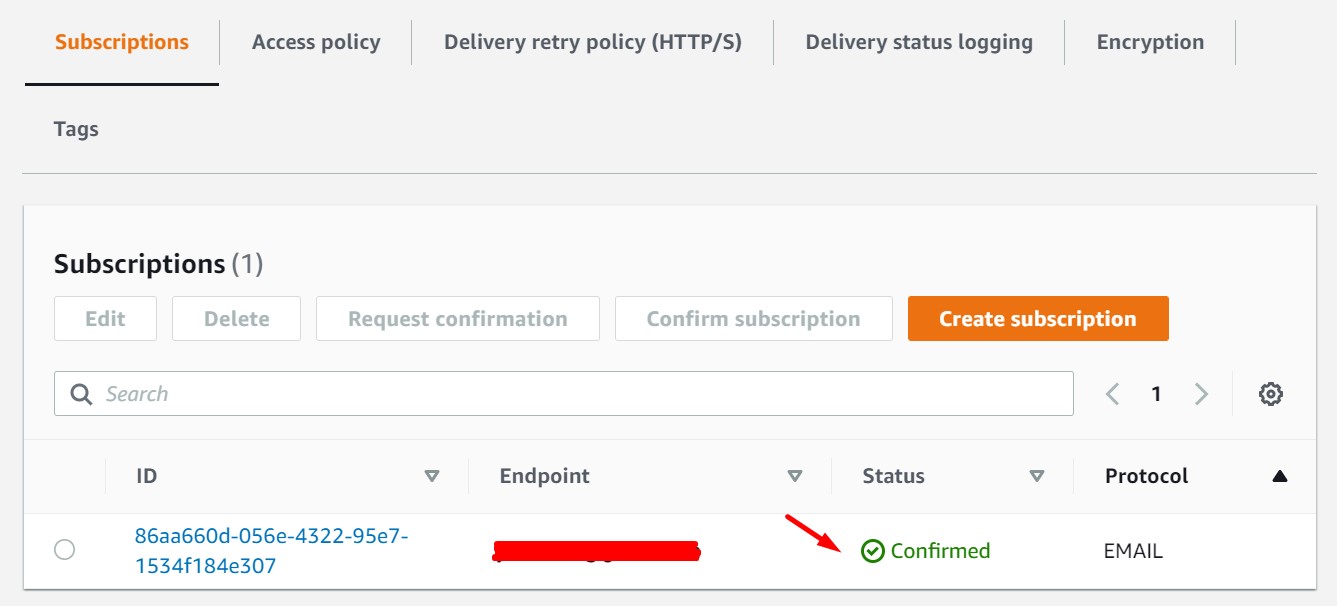 Subscriptions Access policy Delivery retry policy (HTTP/S) Delivery status logging Encryption
Tags
Subscriptions (1)
Edit Delete Request confirmation Confirm subscription Create subscription
Search 1
ID Endpoint Status Protocol
86aa660d-056e-4322-95e7-
1534f184e307
Confirmed EMAIL